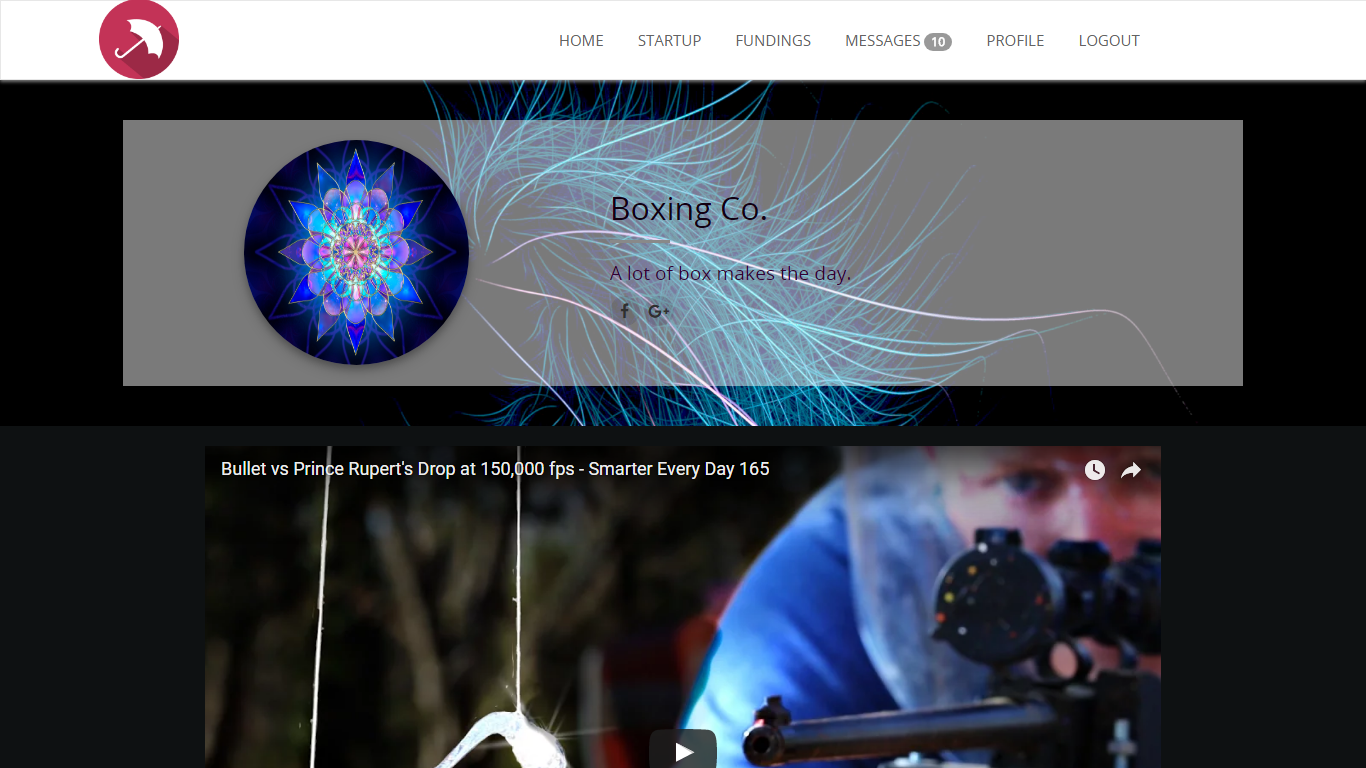 HOME STARTUP FUNDINGS MESSAGES 10 PROFILE LOGOUT
Boxing Co.
A lot of box makes the day.
f G+
Bullet vs Prince Rupert's Drop at 150,000 fps - Smarter Every Day 165